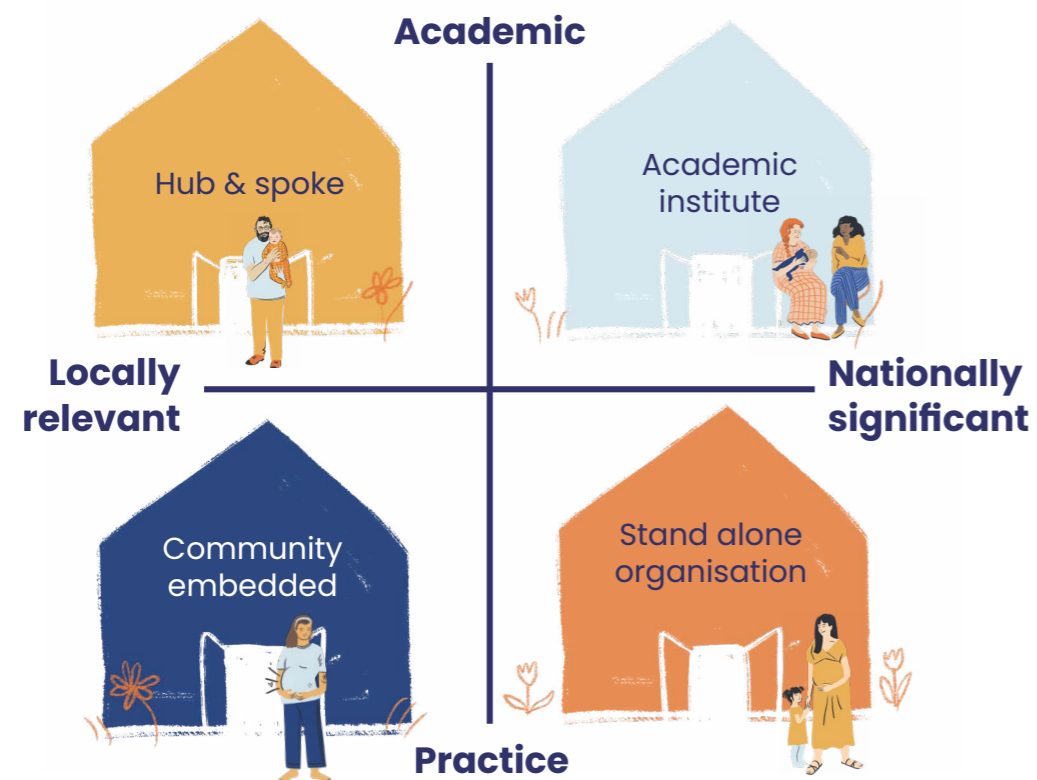 Academic
Hub & spoke
Academic
institute
Locally
relevant
Nationally
significant
Community
embedded
Stand alone
organisation
Practice